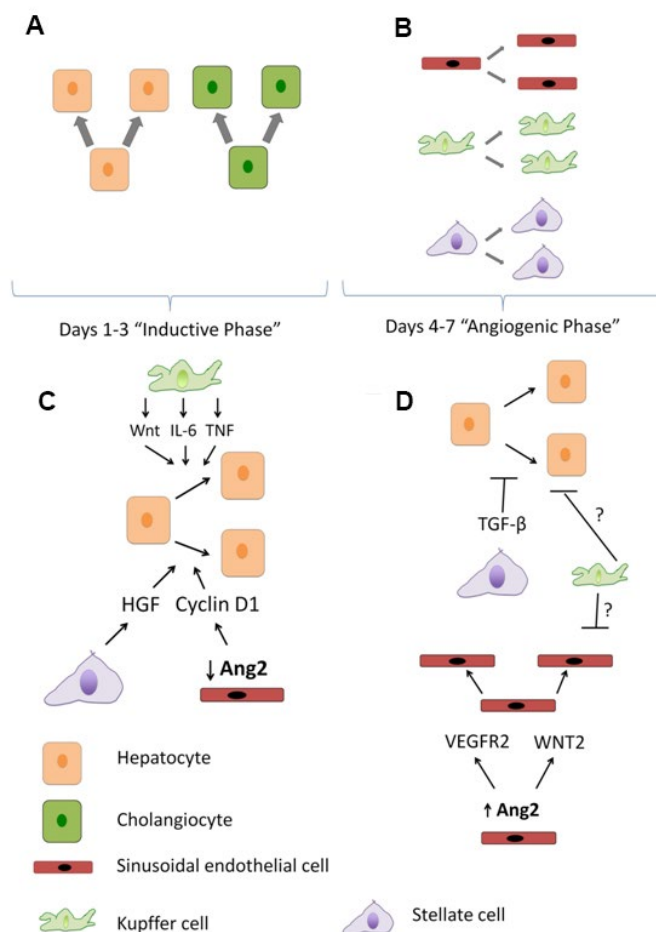 A
B
Days 1-3 “Inductive Phase”
Days 4-7 “Angiogenic Phase”
C
D
Wnt IL-6 TNF
TGF-β
?
?
HGF Cyclin D1
↓ Ang2
VEGFR2 WNT2
↑ Ang2
Hepatocyte
Cholangiocyte
Sinusoidal endothelial cell
Kupffer cell
Stellate cell